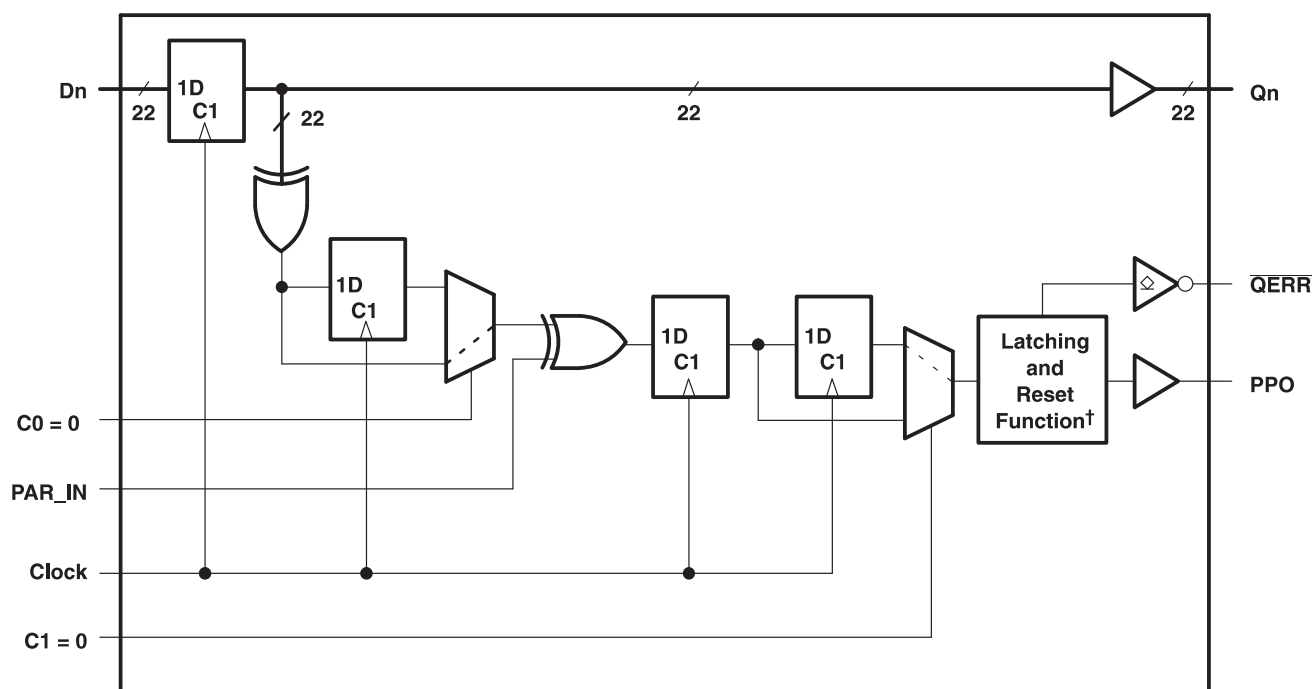 Dn
22
1D
C1
22
22
22
Qn
1D
C1
1D
C1
1D
C1
Latching
and
Reset
Function†
QERR
PPO
C0 = 0
PAR_IN
Clock
C1 = 0